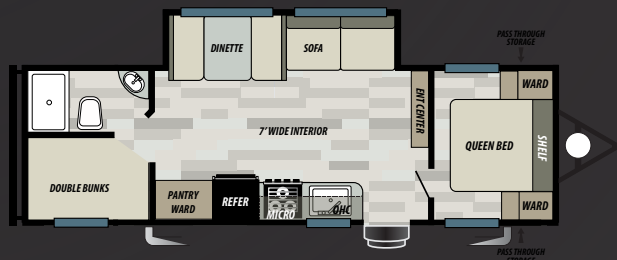 PASS THROUGH
STORAGE
DINETTE
SOFA
WARD
ENT CENTER
7' WIDE INTERIOR
QUEEN BED
SHELF
DOUBLE BUNKS
PANTRY
WARD
REFER
MICRO
OHC
WARD
PASS THROUGH
STORAGE